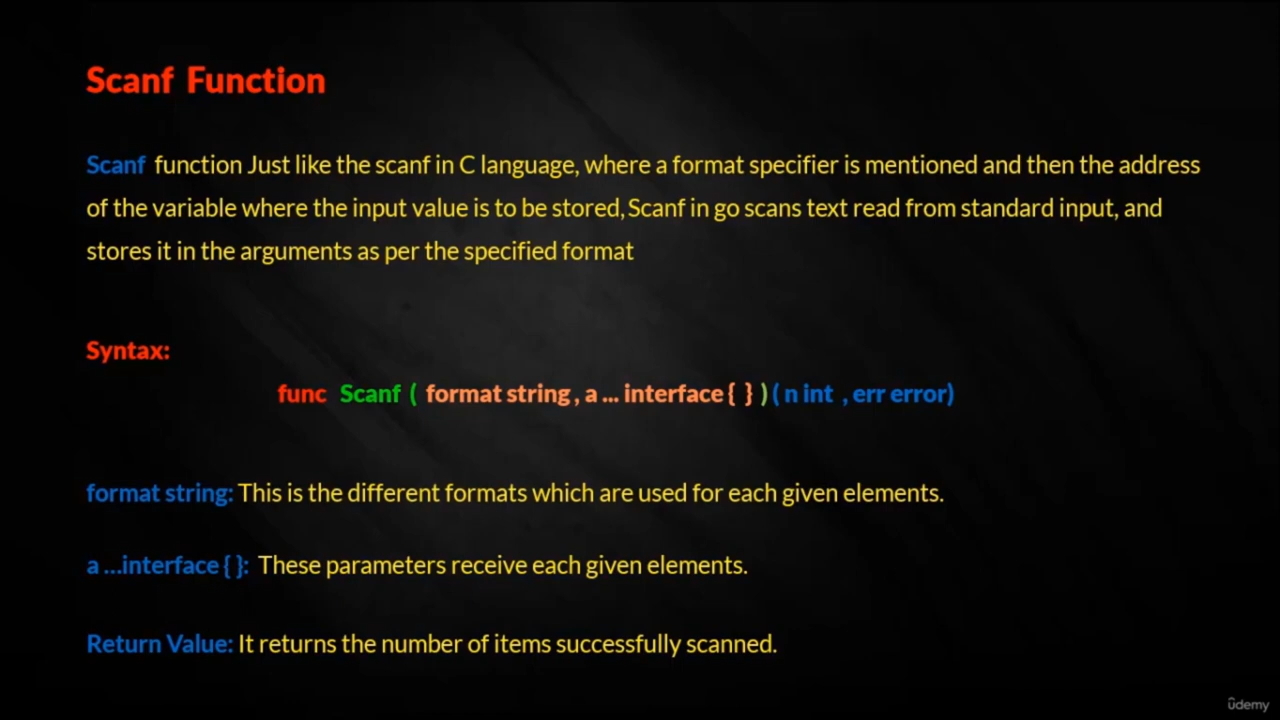 Scanf Function
Scanf function Just like the scanf in C language, where a format specifier is mentioned and then the address
of the variable where the input value is to be stored, Scanf in go scans text read from standard input, and
stores it in the arguments as per the specified format
Syntax:
func Scanf ( format string , a ... interface { } ) ( n int , err error)
format string: This is the different formats which are used for each given elements.
a ...interface { }: These parameters receive each given elements.
Return Value: It returns the number of items successfully scanned.
ûdemy